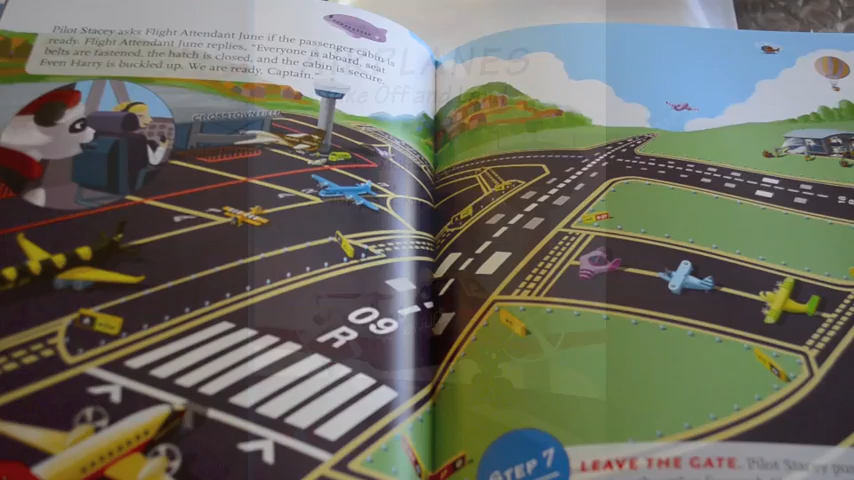 Pilot Stacey asks Flight Attendant June if the passenger cabin is
ready. Flight Attendant June replies, "Everyone is aboard, seat
belts are fastened, the hatch is closed, and the cabin is secure.
Even Harry is buckled up. We are ready, Captain."
PLANES
Take Off and
CROSSTOWN FIELD
09
R
STEP 7
LEAVE THE GATE. Pilot Stacey